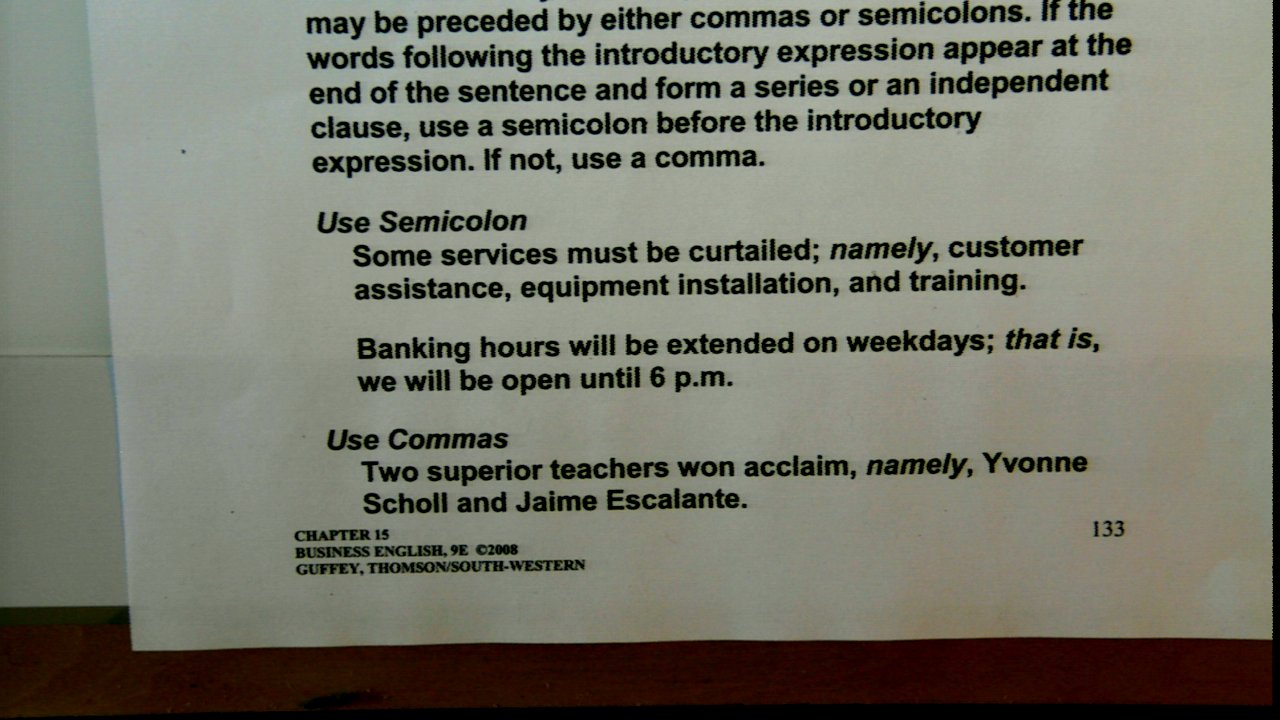 may be preceded by either commas or semicolons. If the
words following the introductory expression appear at the
end of the sentence and form a series or an independent
clause, use a semicolon before the introductory
expression. If not, use a comma.
Use Semicolon
Some services must be curtailed; namely, customer
assistance, equipment installation, and training.
Banking hours will be extended on weekdays; that is,
we will be open until 6 p.m.
Use Commas
Two superior teachers won acclaim, namely, Yvonne
Scholl and Jaime Escalante.
CHAPTER 15
BUSINESS ENGLISH, 9E ©2008
GUFFEY, THOMSON/SOUTH-WESTERN
133